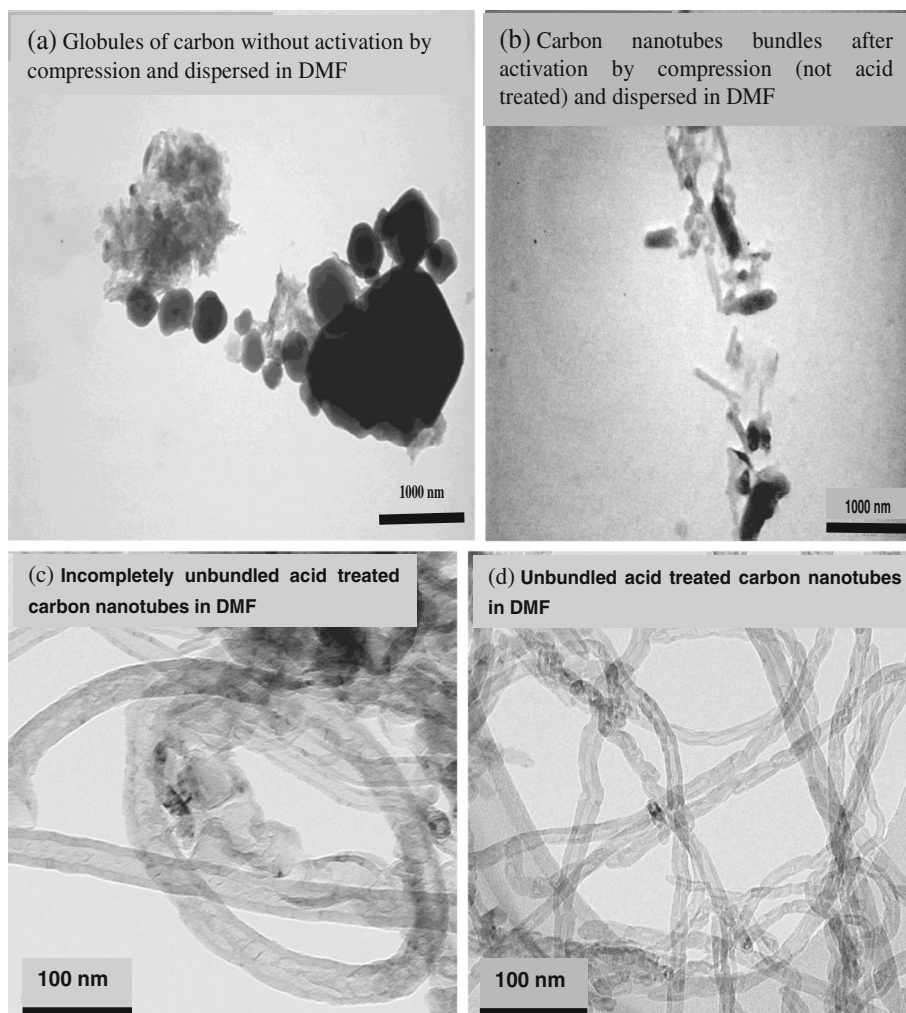 (a) Globules of carbon without activation by
compression and dispersed in DMF
1000 nm
(b) Carbon nanotubes bundles after
activation by compression (not acid
treated) and dispersed in DMF
1000 nm
(c) Incompletely unbundled acid treated
carbon nanotubes in DMF
100 nm
(d) Unbundled acid treated carbon nanotubes
in DMF
100 nm